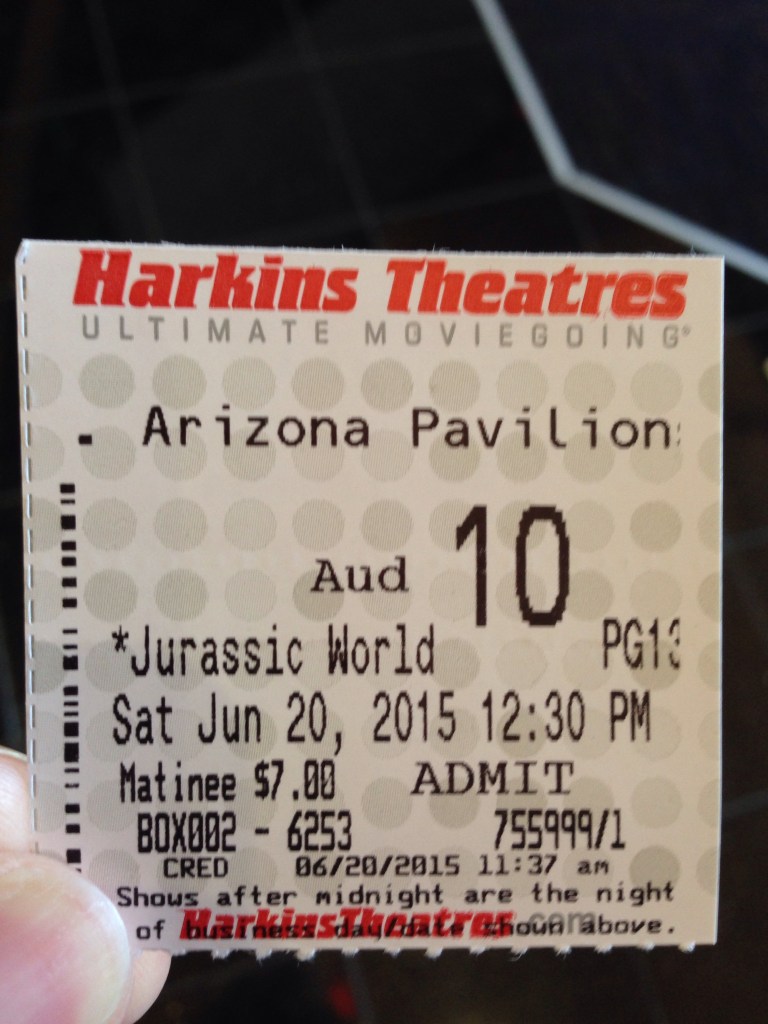 Harkins Theatres
ULTIMATE MOVIEGOING®
. Arizona Pavilion
Aud 10
*Jurassic World PG13
Sat Jun 20, 2015 12:30 PM
Matinee $7.00 ADMIT
BOX002 - 6253 755999/1
CRED 06/20/2015 11:37 am
Shows after midnight are the night
of business day/date shown above.
HarkinsTheatres.com